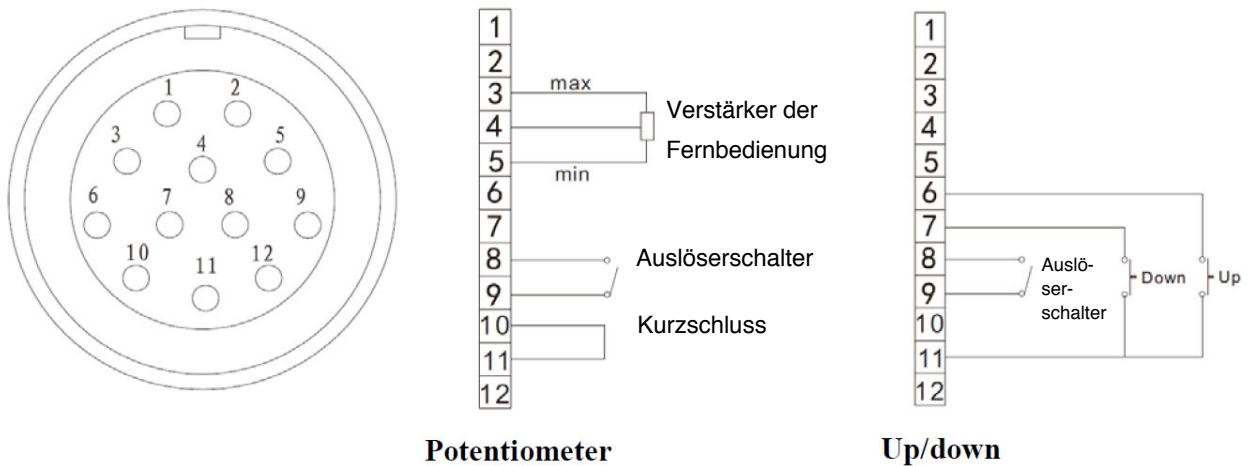 1 2
3 4 5
6 7 8 9
10 11 12
1
2
3
4
5
6
7
8
9
10
11
12
max
min
Verstärker der
Fernbedienung
Auslöserschalter
Kurzschluss
Potentiometer
1
2
3
4
5
6
7
8
9
10
11
12
Auslö-
ser-
schalter
Down
Up
Up/down